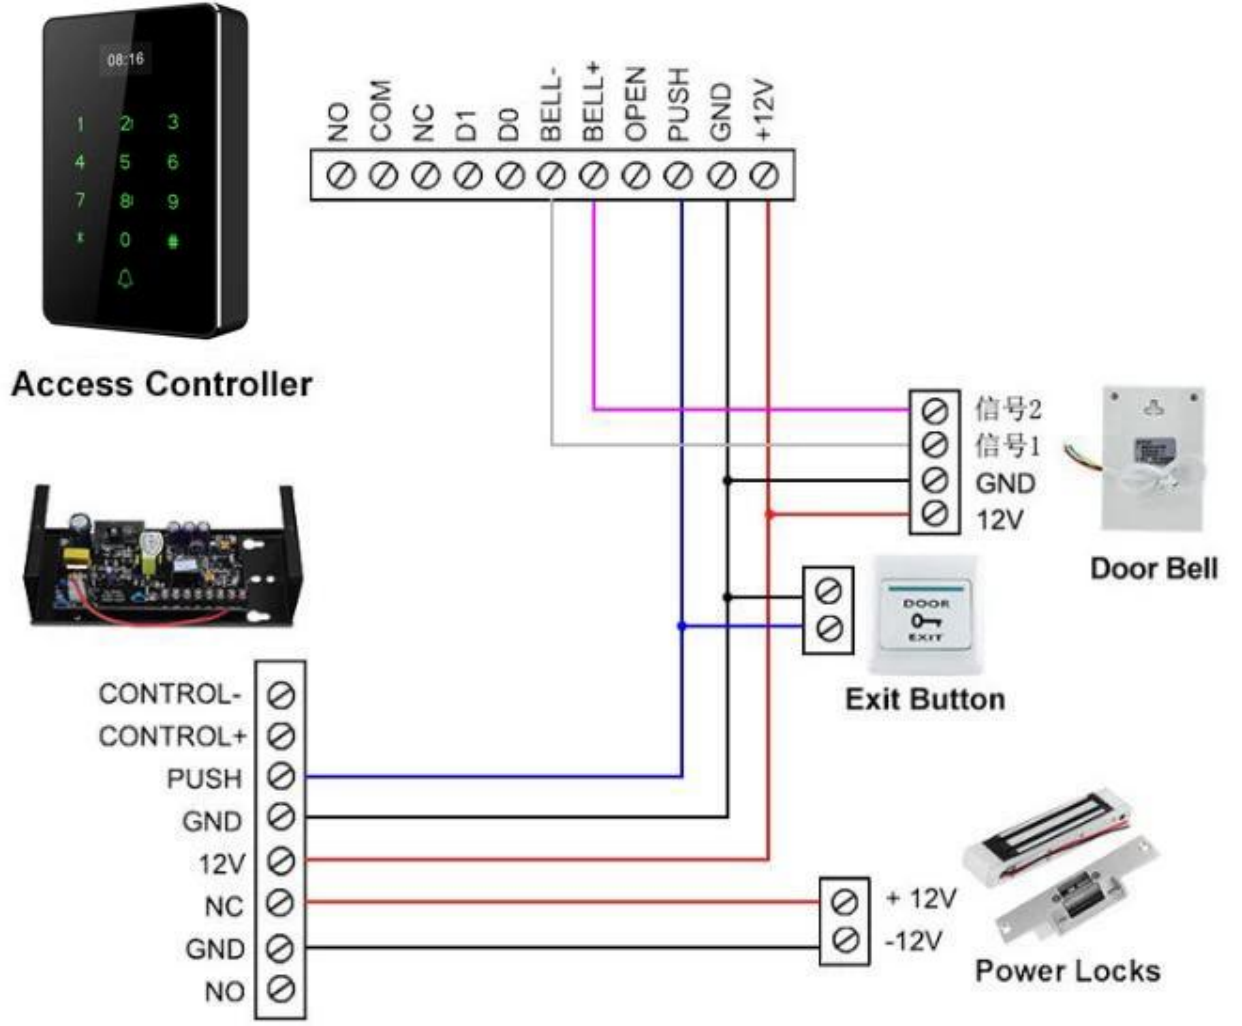 08:16
1 2 3
4 5 6
7 8 9
* 0 #
Access Controller
NO
COM
NC
D1
D0
BELL-
BELL+
OPEN
PUSH
GND
+12V
信号2
信号1
GND
12V
Door Bell
DOOR
EXIT
Exit Button
CONTROL-
CONTROL+
PUSH
GND
12V
NC
GND
NO
+ 12V
-12V
Power Locks